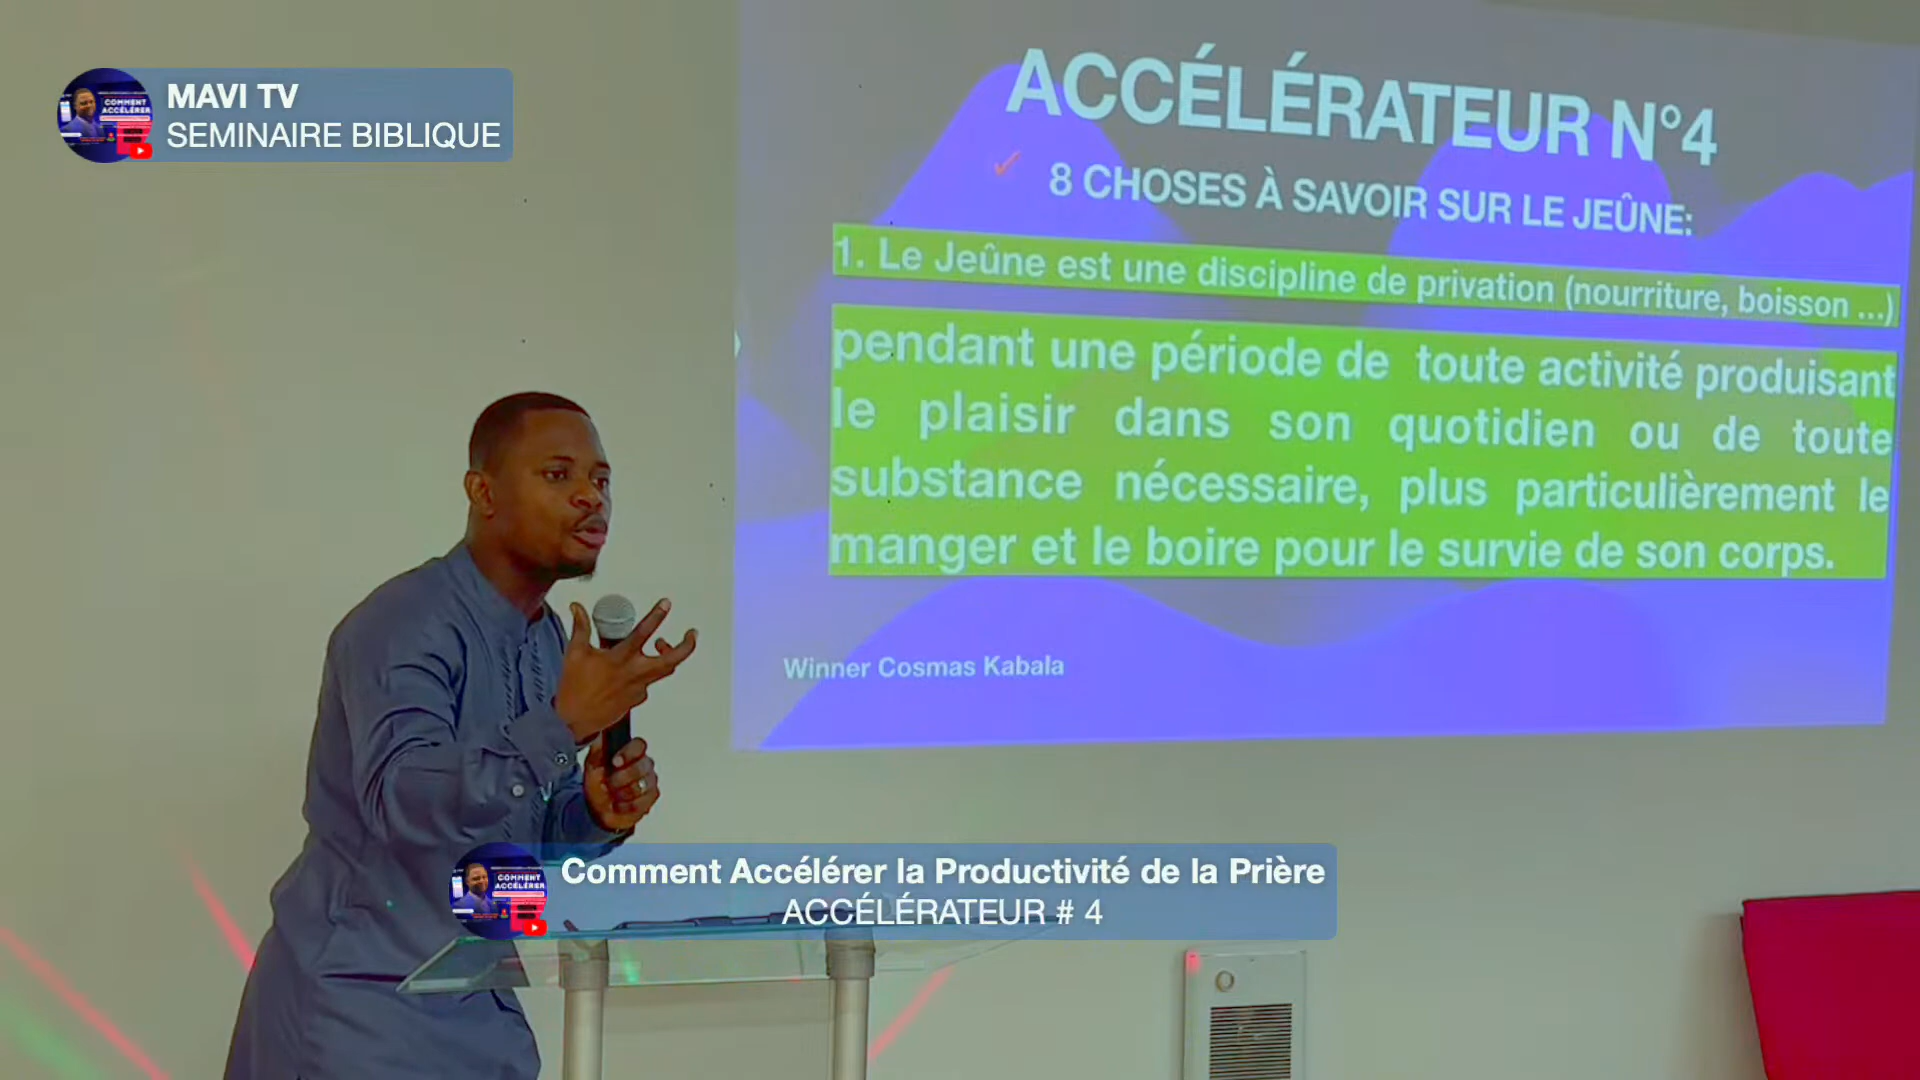 MAVI TV
SEMINAIRE BIBLIQUE
ACCÉLÉRATEUR N°4
8 CHOSES À SAVOIR SUR LE JEÛNE:
1. Le Jeûne est une discipline de privation (nourriture, boisson ...)
pendant une période de toute activité produisant
le plaisir dans son quotidien ou de toute
substance nécessaire, plus particulièrement le
manger et le boire pour le survie de son corps.
Winner Cosmas Kabala
COMMENT
ACCÉLÉRER
Comment Accélérer la Productivité de la Prière
ACCÉLÉRATEUR # 4